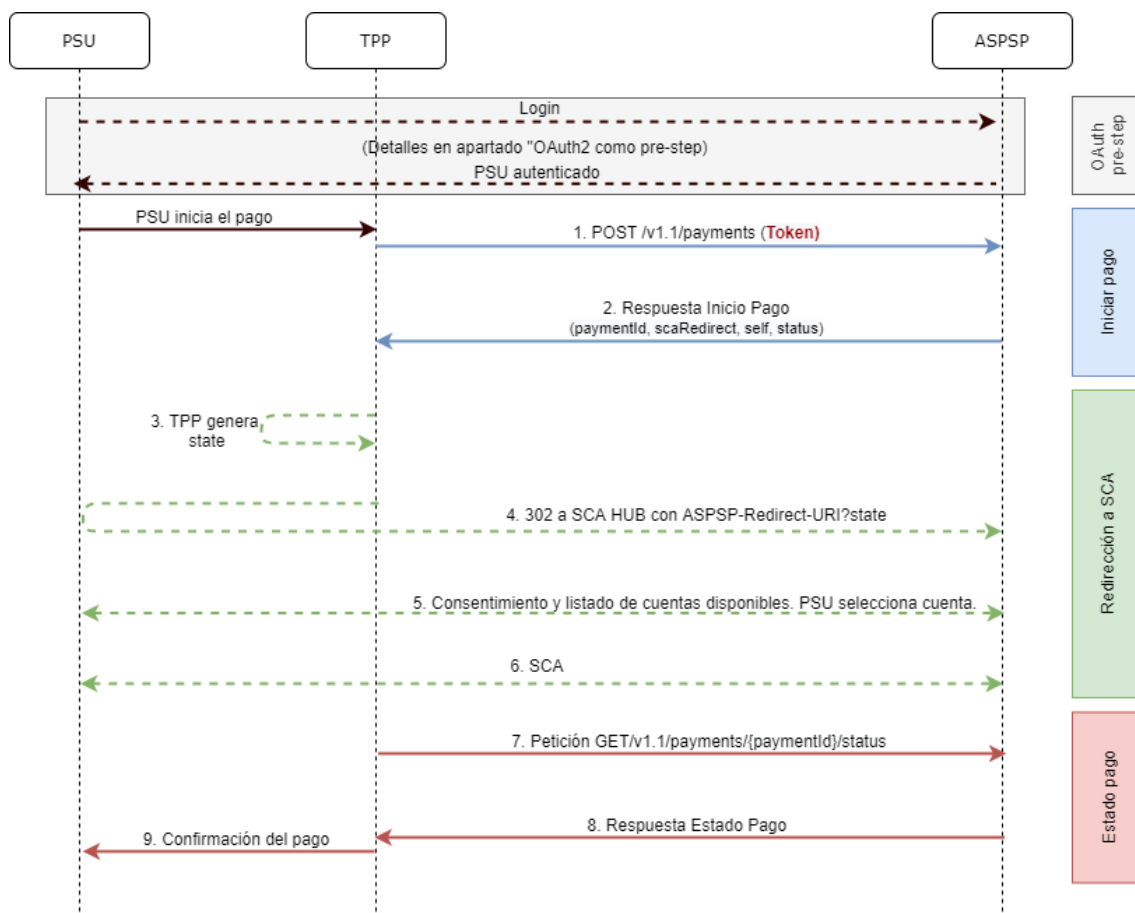 PSU
TPP
ASPSP
Login
(Detalles en apartado "OAuth2 como pre-step)
PSU autenticado
OAuth
pre-step
PSU inicia el pago
1. POST /v1.1/payments (Token)
2. Respuesta Inicio Pago
(paymentId, scaRedirect, self, status)
Iniciar pago
3. TPP genera
state
4. 302 a SCA HUB con ASPSP-Redirect-URI?state
5. Consentimiento y listado de cuentas disponibles. PSU selecciona cuenta.
6. SCA
Redirección a SCA
7. Petición GET/v1.1/payments/{paymentId}/status
8. Respuesta Estado Pago
9. Confirmación del pago
Estado pago